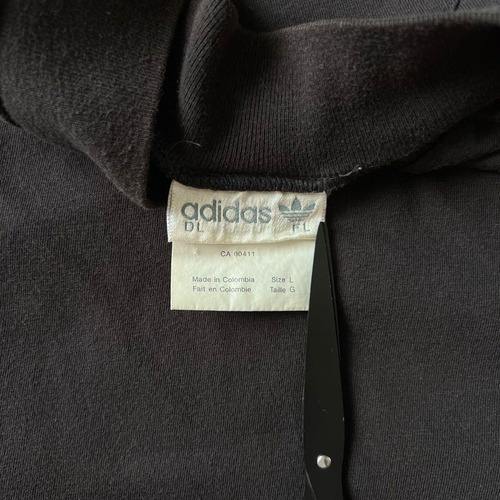 adidas
DL FL
CA 00411
Made in Colombia Size L
Fait en Colombie Taille G